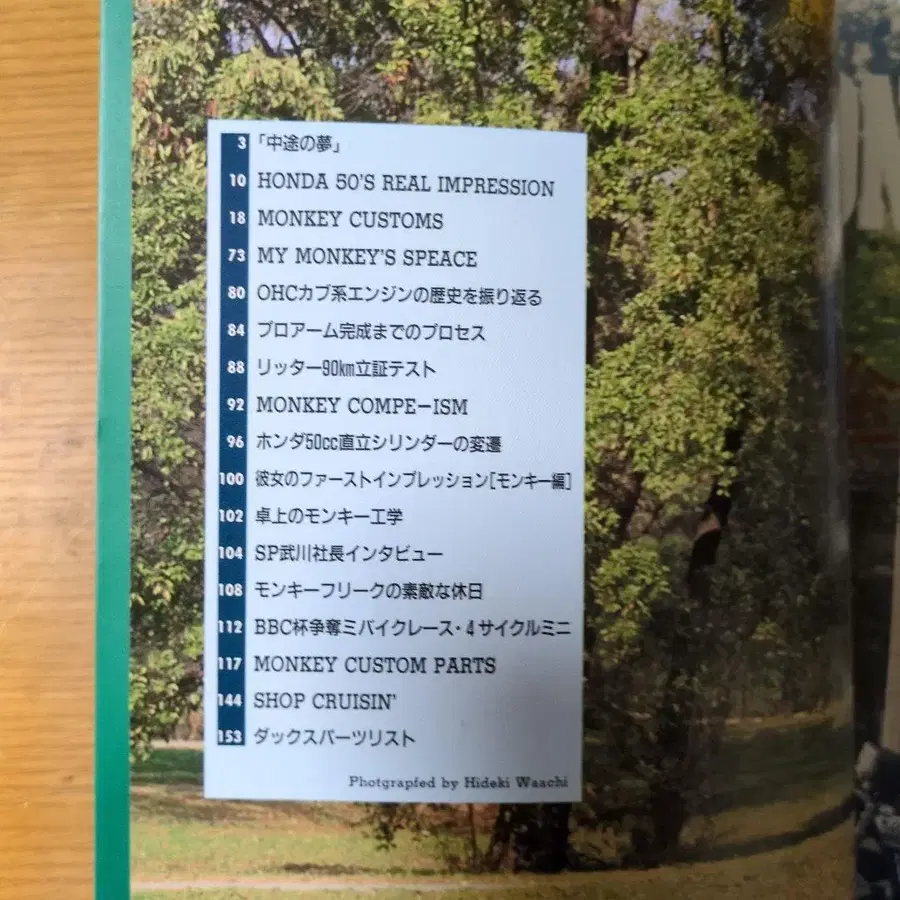 3 「中途の夢」
10 HONDA 50'S REAL IMPRESSION
18 MONKEY CUSTOMS
73 MY MONKEY'S SPEACE
80 OHCカブ系エンジンの歴史を振り返る
84 プロアーム完成までのプロセス
88 リッター90km立証テスト
92 MONKEY COMPE-ISM
96 ホンダ50cc直立シリンダーの変遷
100 彼女のファーストインプレッション[モンキー編]
102 卓上のモンキー工学
104 SP武川社長インタビュー
108 モンキーフリークの素敵な休日
112 BBC杯争奪ミバイクレース・4サイクルミニ
117 MONKEY CUSTOM PARTS
144 SHOP CRUISIN'
153 ダックスパーツリスト
Photgrapfed by Hideki Waachi